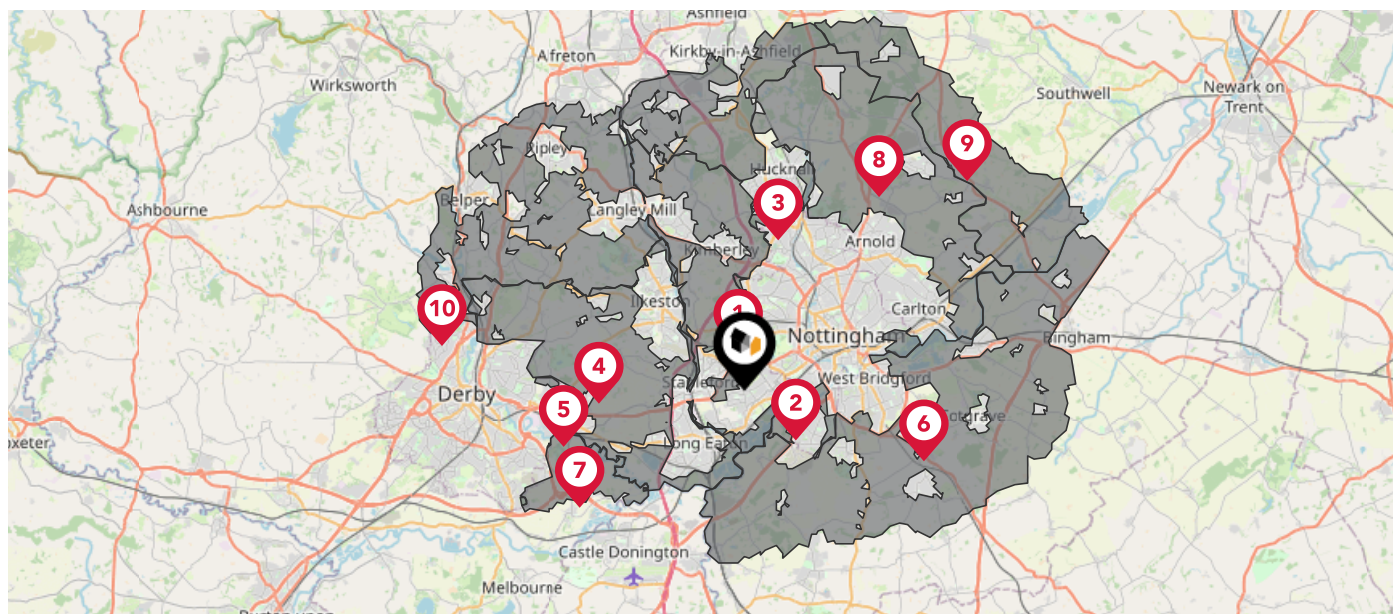 Ashfield
Kirkby-in-Ashfield
Afreton
Wirksworth
Southwell
Newark on
Trent
9
8
Ripley
Hucknall
Belper
3
Langley Mill
Ashbourne
Arnold
Kimberley
10
Ilkeston
1
Carlton
Nottingham
Bingham
4
Stapleford
West Bridgford
Derby
5
2
6
Cotgrave
oxeter
Long Eaton
7
Castle Donington
Melbourne